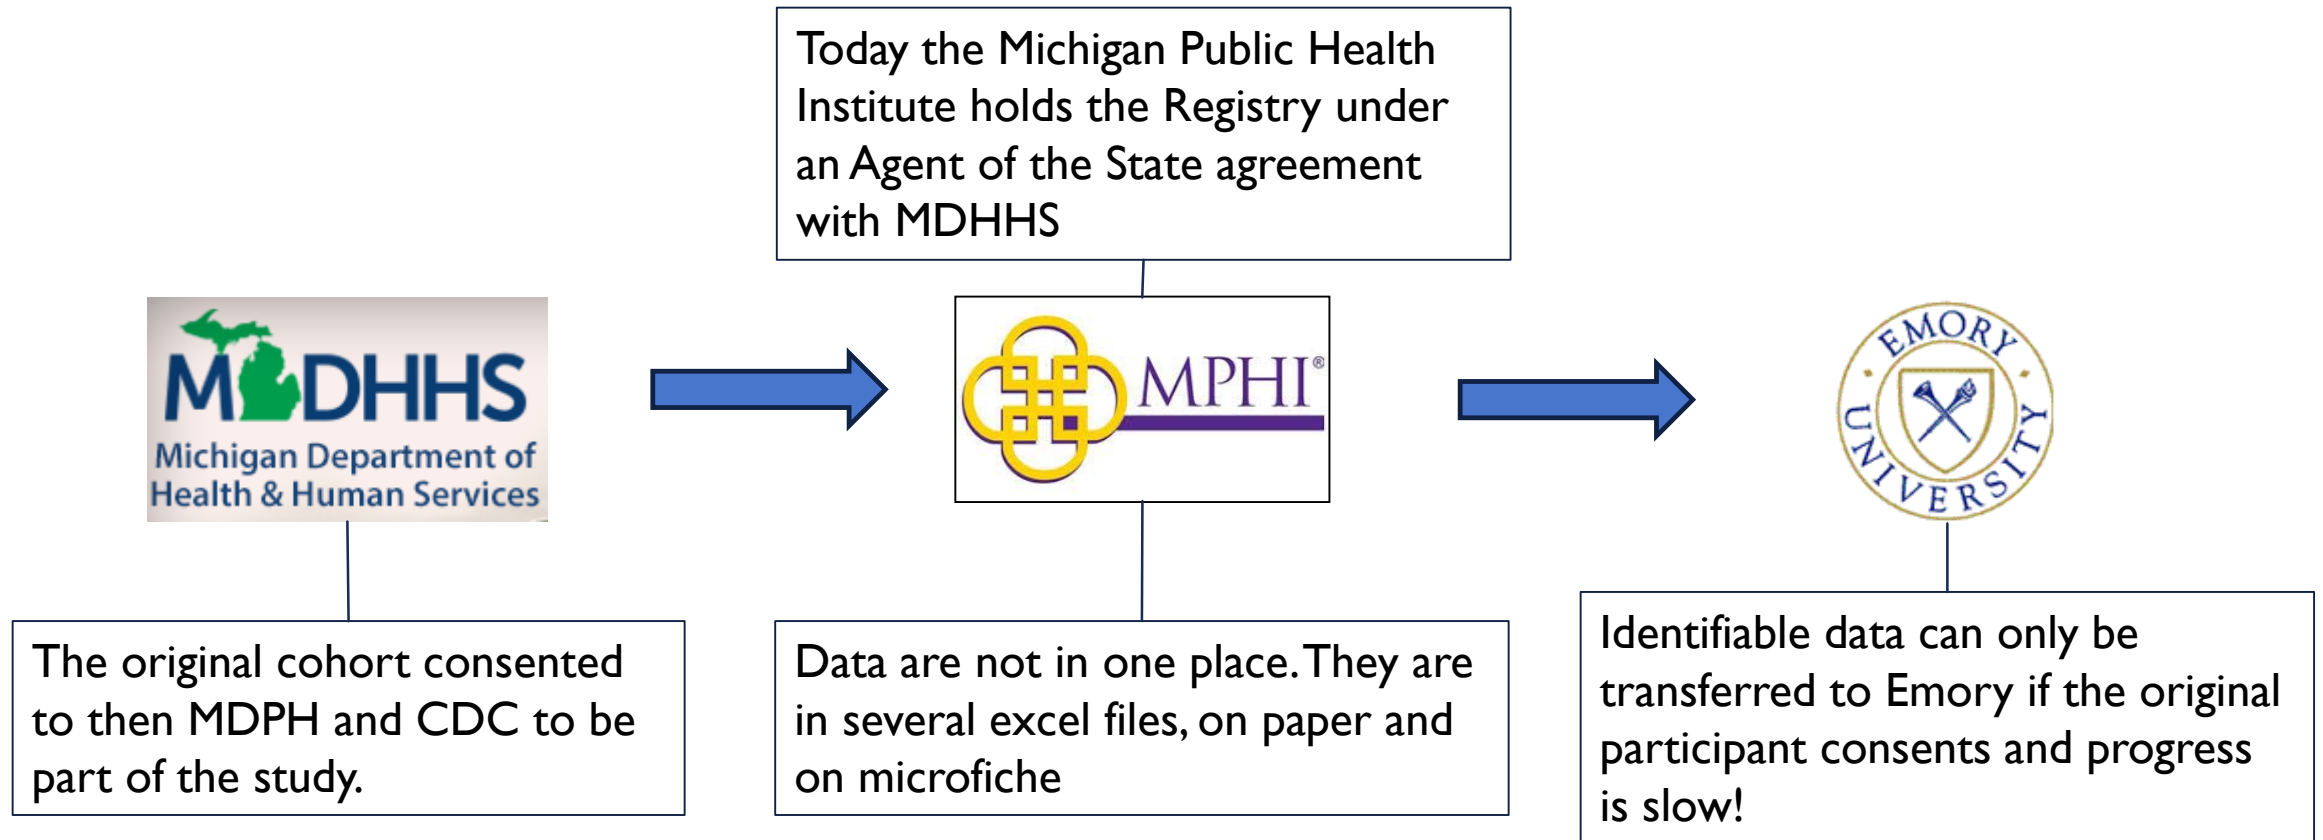 Today the Michigan Public Health
Institute holds the Registry under
an Agent of the State agreement
with MDHHS
MDHHS
Michigan Department of
Health & Human Services
MPHI®
EMORY
UNIVERSITY
The original cohort consented
to then MDPH and CDC to be
part of the study.
Data are not in one place. They are
in several excel files, on paper and
on microfiche
Identifiable data can only be
transferred to Emory if the original
participant consents and progress
is slow!